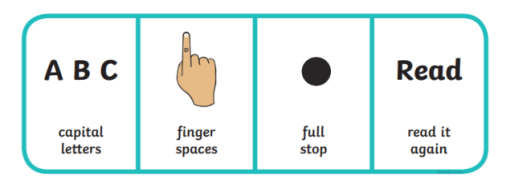 A B C
capital
letters
finger
spaces
full
stop
Read
read it
again